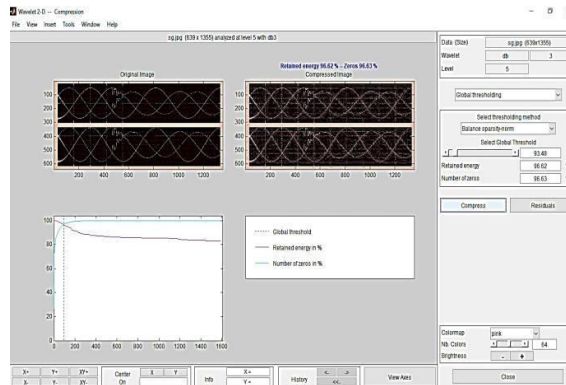 Wavelet 2-D -- Compression
File View Insert Tools Window Help
sg.jpg (639 x 1355) analyzed at level 5 with db3
Retained energy 96.62 % -- Zeros 96.63 %
Original Image
Compressed Image
100
200
300
400
500
600
200 400 600 800 1000 1200
100
200
300
400
500
600
200 400 600 800 1000 1200
100
80
60
40
20
0
0 200 400 600 800 1000 1200 1400 1600
Global threshold
Retained energy in %
Number of zeros in %
Data (Size) sg.jpg (639x1355)
Wavelet db 3
Level 5
Global thresholding
Select thresholding method
Balance sparsity-norm
Select Global Threshold
93.48
Retained energy 96.62
Number of zeros 96.63
Compress Residuals
Colormap pink
Nb. Colors 64
Brightness - +
Close
X+ Y+ XY+
X- Y- XY-
Center On X Y
Info X = Y =
History <- -> <<-
View Axes